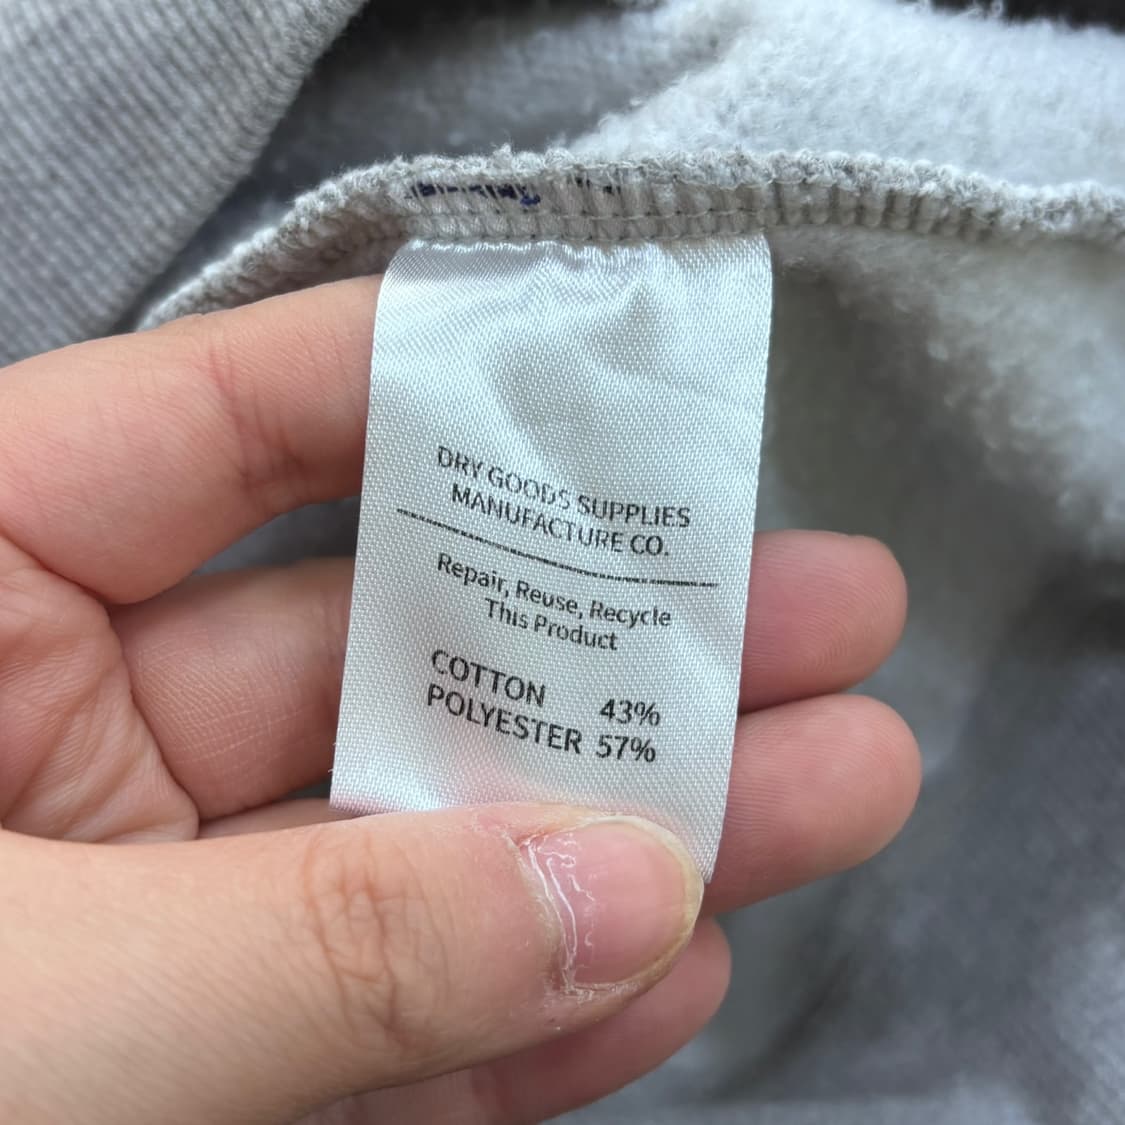 DRY GOODS SUPPLIES
MANUFACTURE CO.
Repair, Reuse, Recycle
This Product
COTTON 43%
POLYESTER 57%